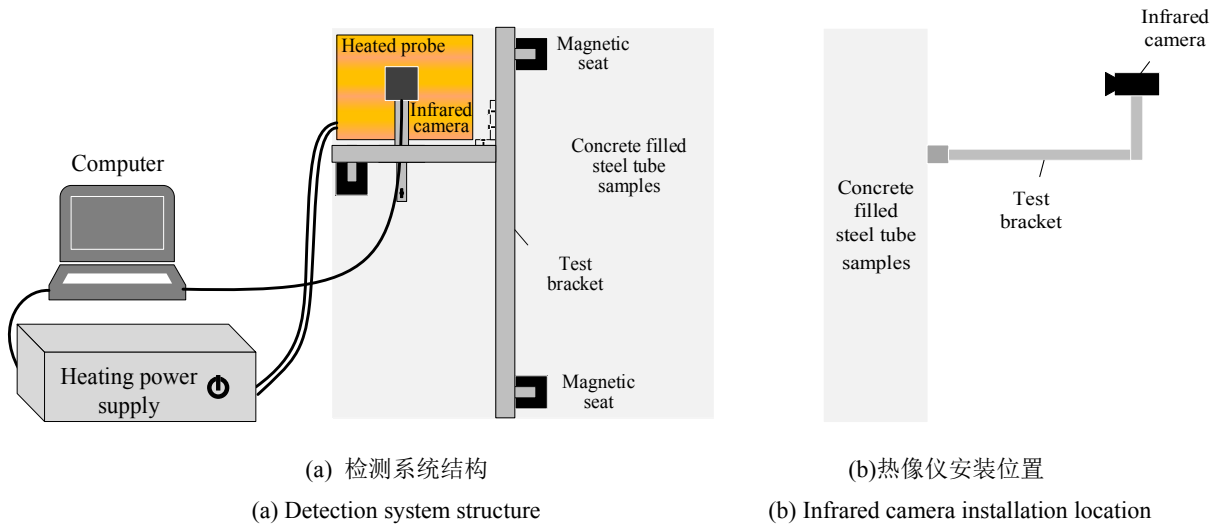 Heated probe
Infrared
camera
Magnetic
seat
Concrete filled
steel tube
samples
Computer
Test
bracket
Heating power
supply
Magnetic
seat
Infrared
camera
Concrete
filled
steel tube
samples
Test
bracket
(a) 检测系统结构
(a) Detection system structure
(b)热像仪安装位置
(b) Infrared camera installation location